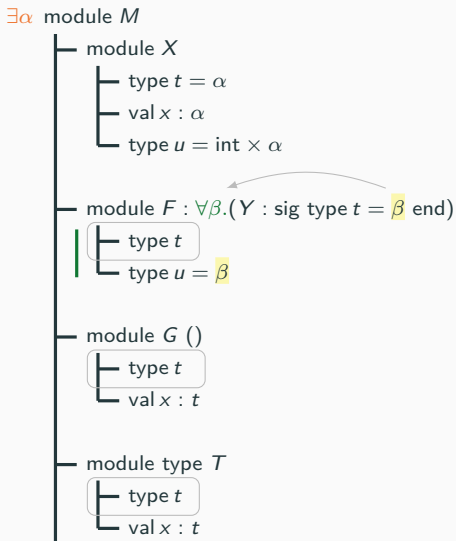 ∃α module M
module X
type t = α
val x : α
type u = int × α
module F : ∀β.(Y : sig type t = β end)
type t
type u = β
module G ()
type t
val x : t
module type T
type t
val x : t